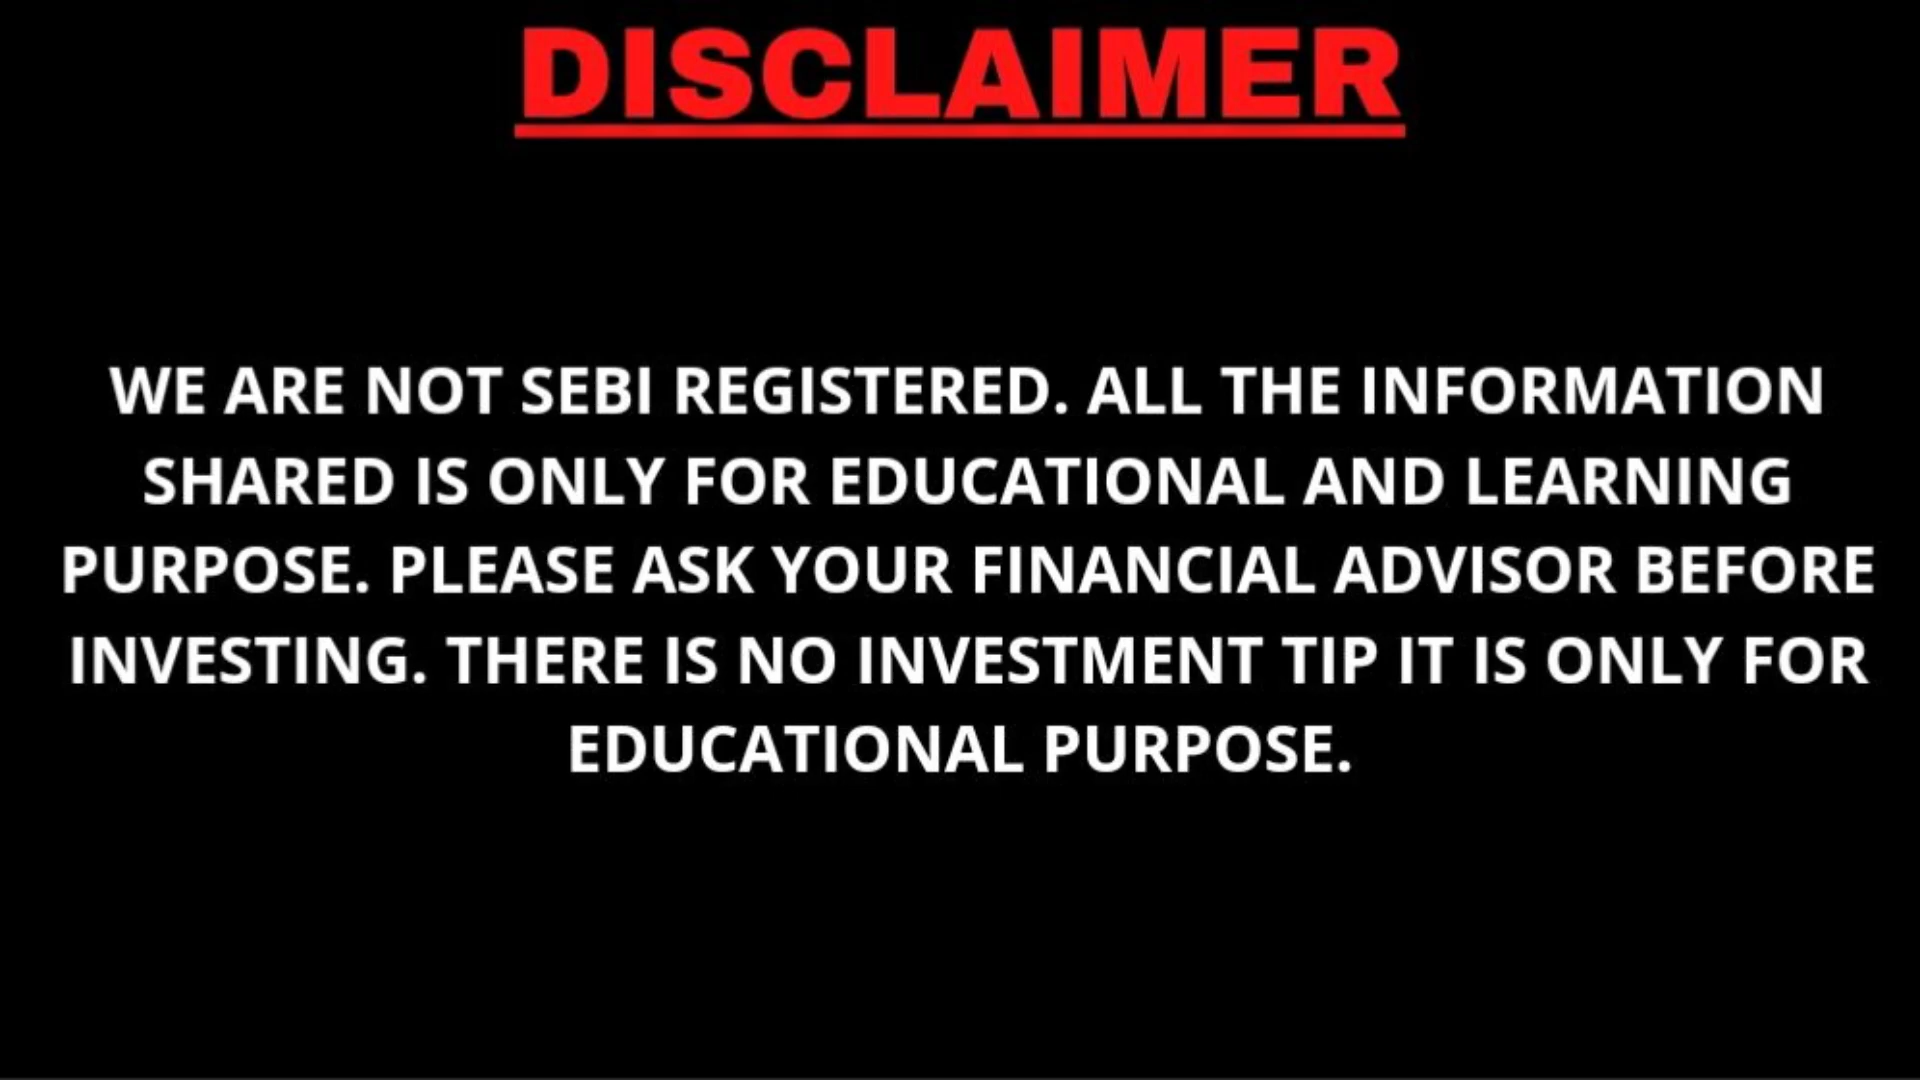 DISCLAIMER
WE ARE NOT SEBI REGISTERED. ALL THE INFORMATION
SHARED IS ONLY FOR EDUCATIONAL AND LEARNING
PURPOSE. PLEASE ASK YOUR FINANCIAL ADVISOR BEFORE
INVESTING. THERE IS NO INVESTMENT TIP IT IS ONLY FOR
EDUCATIONAL PURPOSE.